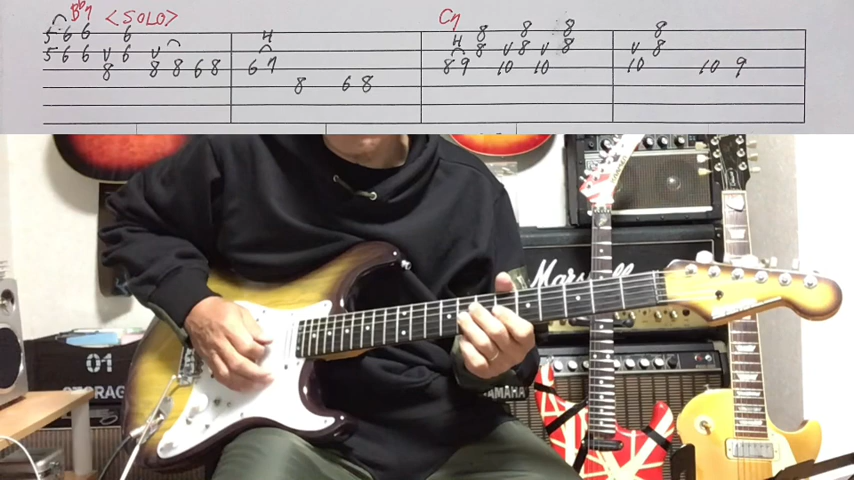 B♭7 <SOLO> C7
5 6 6 6 H 8 8 8 8
5 6 6 V 6 V H 8 V 8 V 8 V 8
8 8 8 6 8 6 7 8 9 10 10 10 10 9
8 6 8
Marshall
01
STORAG
YAMAHA